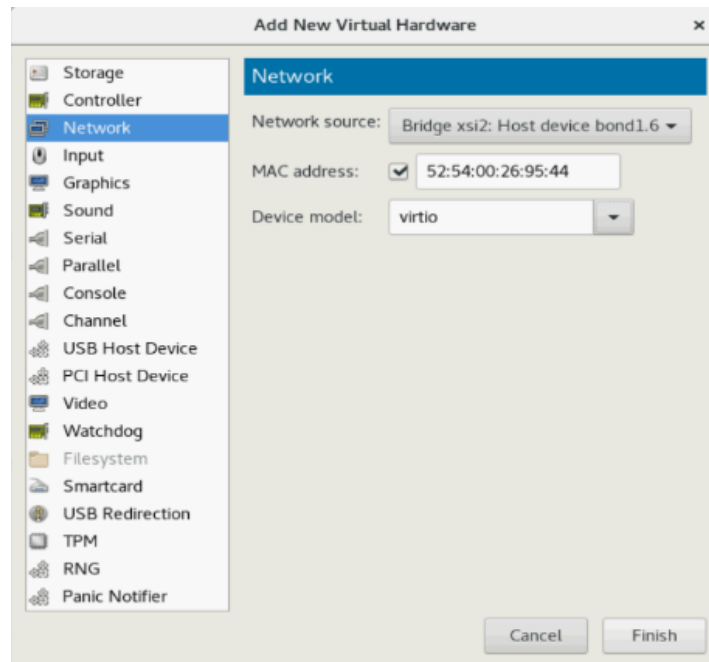 Add New Virtual Hardware ×
Storage
Controller
Network
Input
Graphics
Sound
Serial
Parallel
Console
Channel
USB Host Device
PCI Host Device
Video
Watchdog
Filesystem
Smartcard
USB Redirection
TPM
RNG
Panic Notifier
Network
Network source: Bridge xsi2: Host device bond1.6
MAC address: 52:54:00:26:95:44
Device model: virtio
Cancel Finish